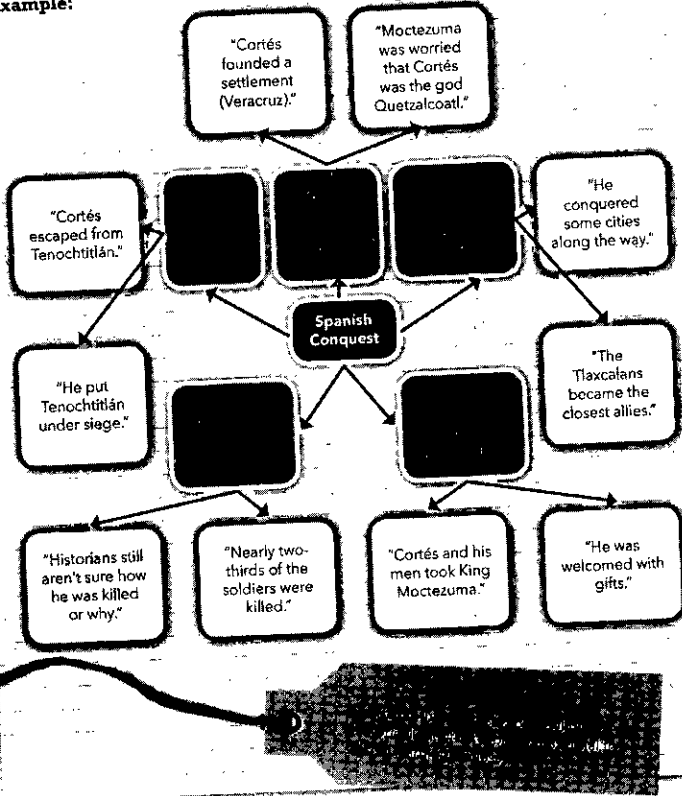 Example:
"Cortés
founded a
settlement
(Veracruz)."
"Moctezuma
was worried
that Cortés
was the god
Quetzalcoatl."
"Cortés
escaped from
Tenochtitlán."
"He
conquered
some cities
along the way."
Spanish
Conquest
"He put
Tenochtitlán
under siege."
"The
Tlaxcalans
became the
closest allies."
"Historians still
aren't sure how
he was killed
or why."
"Nearly two-
thirds of the
soldiers were
killed."
"Cortés and his
men took King
Moctezuma."
"He was
welcomed with
gifts."